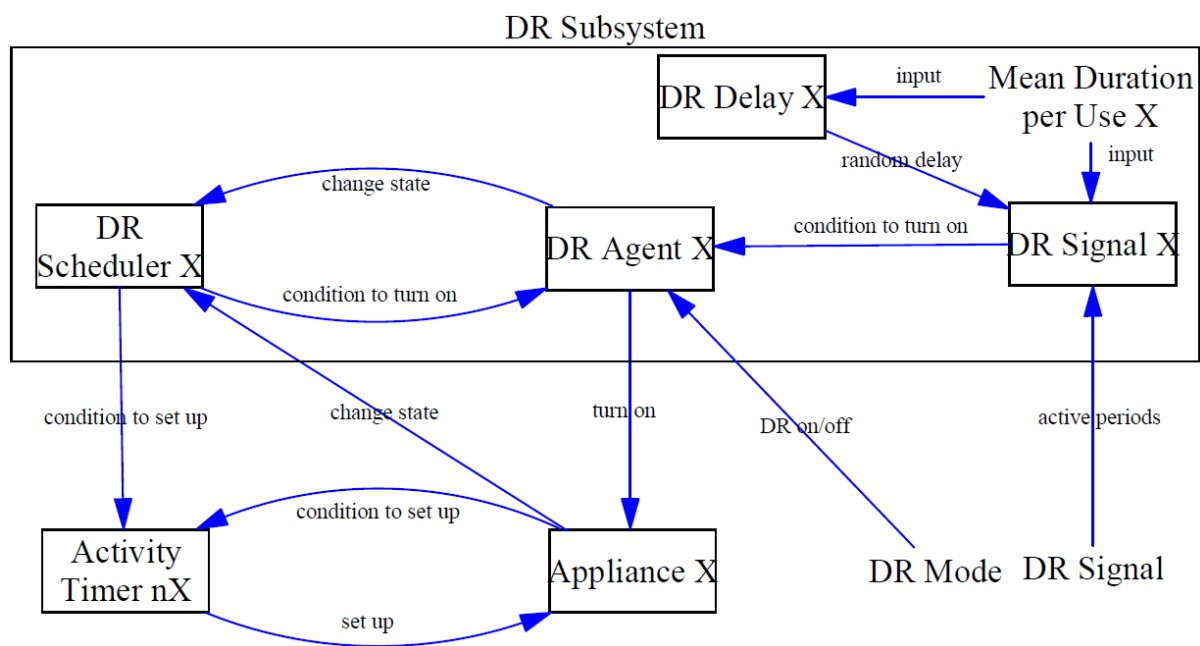 DR Subsystem
DR Delay X
input
Mean Duration
per Use X
random delay
input
change state
DR
Scheduler X
DR Agent X
condition to turn on
DR Signal X
condition to turn on
condition to set up
change state
turn on
DR on/off
active periods
condition to set up
Activity
Timer nX
Appliance X
DR Mode
DR Signal
set up